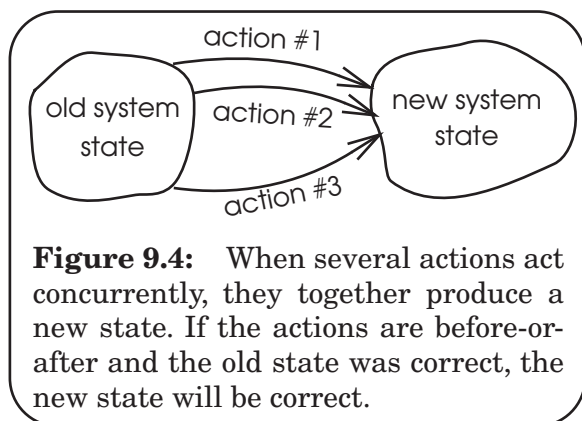 action #1
old system
state
action #2
new system
state
action #3
Figure 9.4: When several actions act
concurrently, they together produce a
new state. If the actions are before-or-
after and the old state was correct, the
new state will be correct.